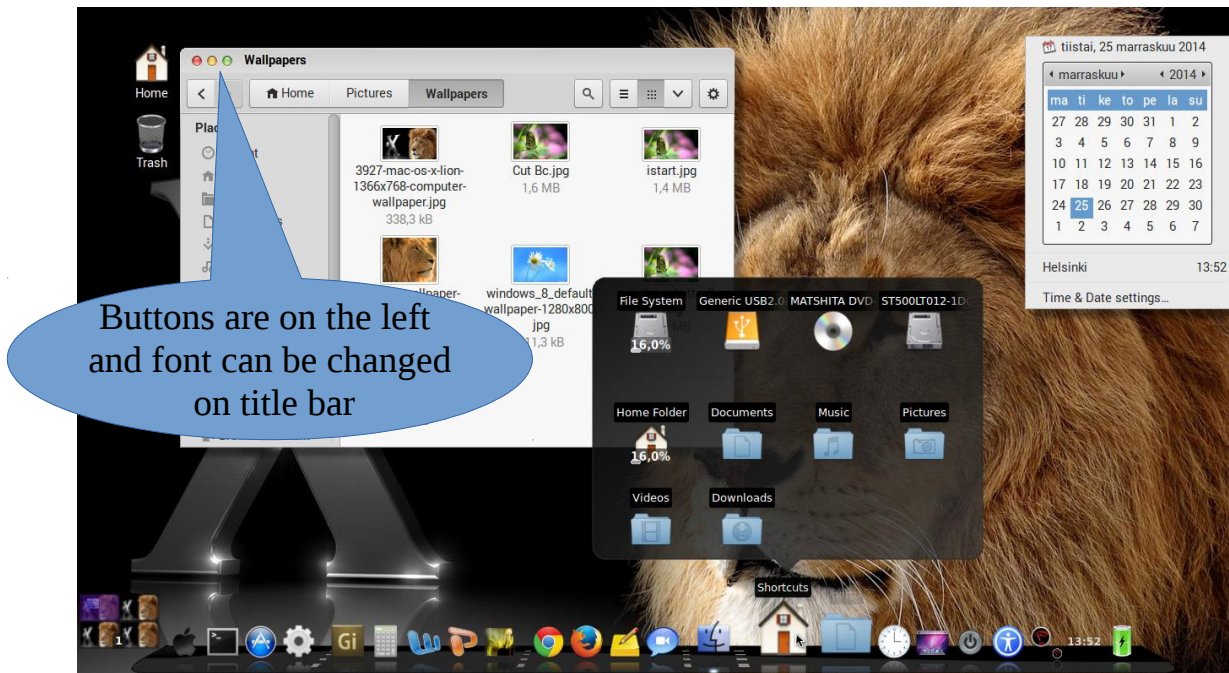 Home
Trash
Wallpapers
Home Pictures Wallpapers
3927-mac-os-x-lion-
1366x768-computer-
wallpaper.jpg
338,3 kB
Cut Bc.jpg
1,6 MB
istart.jpg
1,4 MB
windows_8_default
wallpaper-1280x800
jpg
Buttons are on the left
and font can be changed
on title bar
tiistai, 25 marraskuu 2014
marraskuu 2014
ma ti ke to pe la su
27 28 29 30 31 1 2
3 4 5 6 7 8 9
10 11 12 13 14 15 16
17 18 19 20 21 22 23
24 25 26 27 28 29 30
1 2 3 4 5 6 7
Helsinki 13:52
Time & Date settings...
File System Generic USB2.0- MATSHITA DVD- ST500LT012-1D
16,0%
Home Folder Documents Music Pictures
16,0%
Videos Downloads
Shortcuts
X
1
Gi
13:52